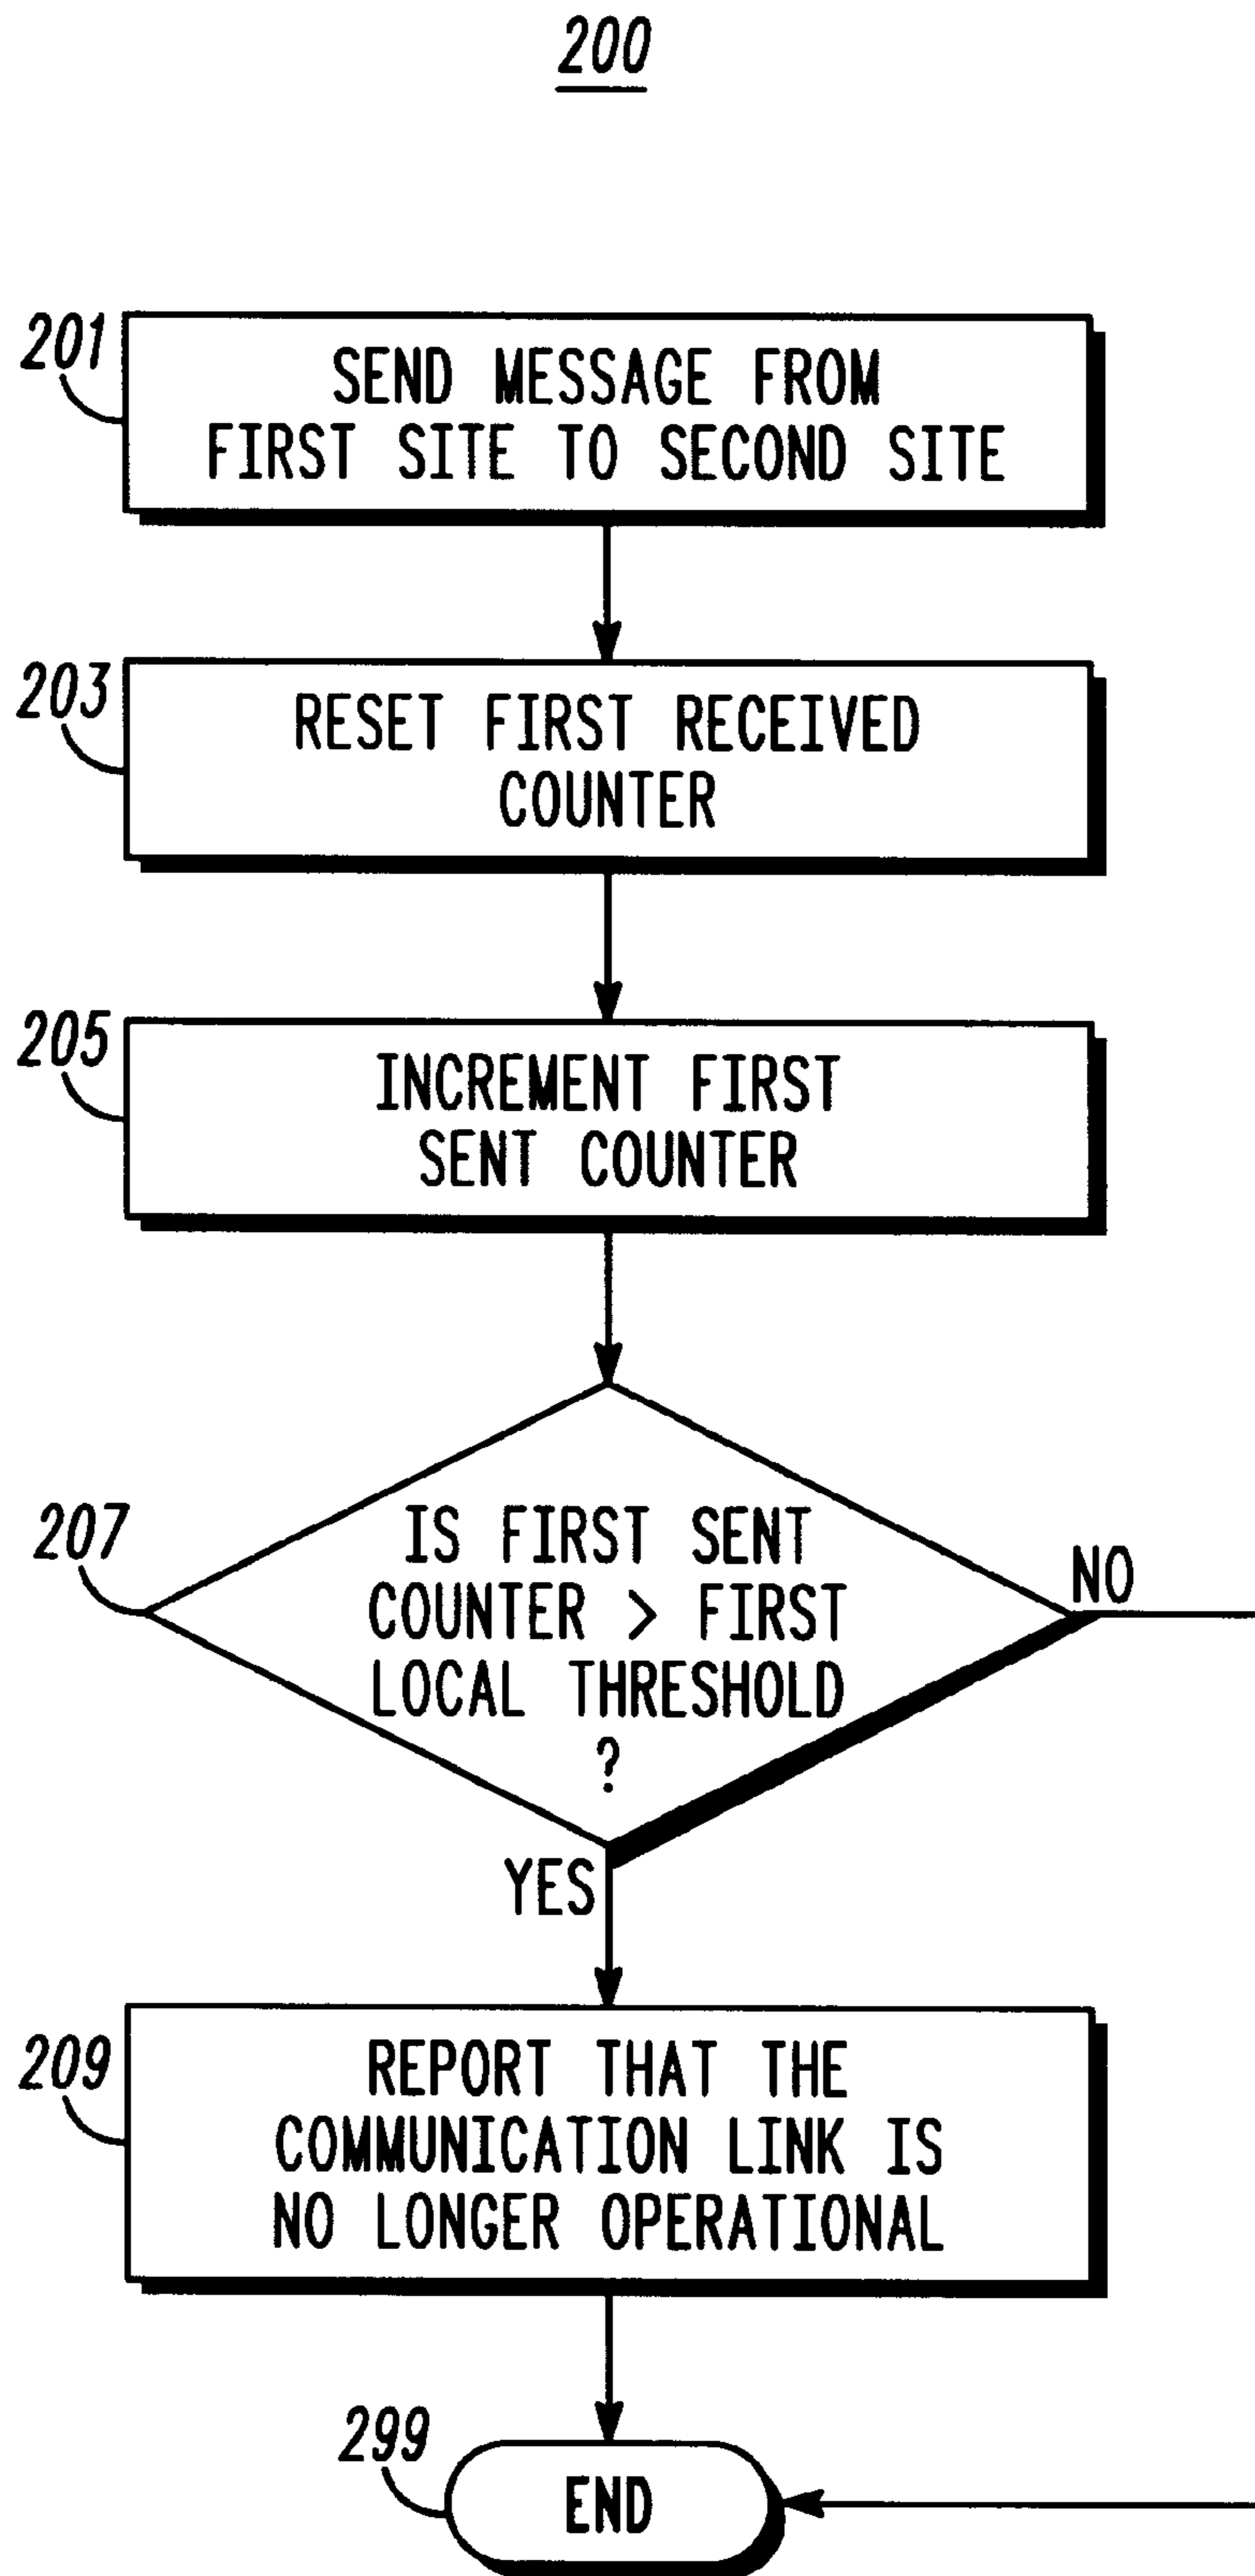 200
201
SEND MESSAGE FROM
FIRST SITE TO SECOND SITE
203
RESET FIRST RECEIVED
COUNTER
205
INCREMENT FIRST
SENT COUNTER
207
IS FIRST SENT
COUNTER > FIRST
LOCAL THRESHOLD
?
NO
YES
209
REPORT THAT THE
COMMUNICATION LINK IS
NO LONGER OPERATIONAL
299
END